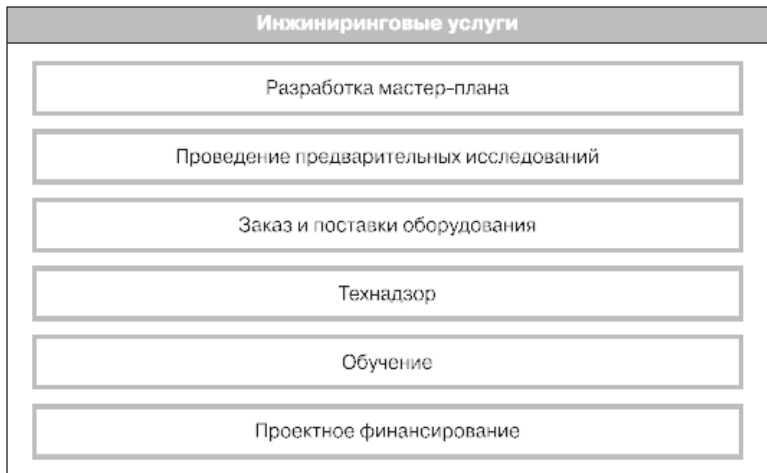 Инжиниринговые услуги
Разработка мастер-плана
Проведение предварительных исследований
Заказ и поставки оборудования
Технадзор
Обучение
Проектное финансирование